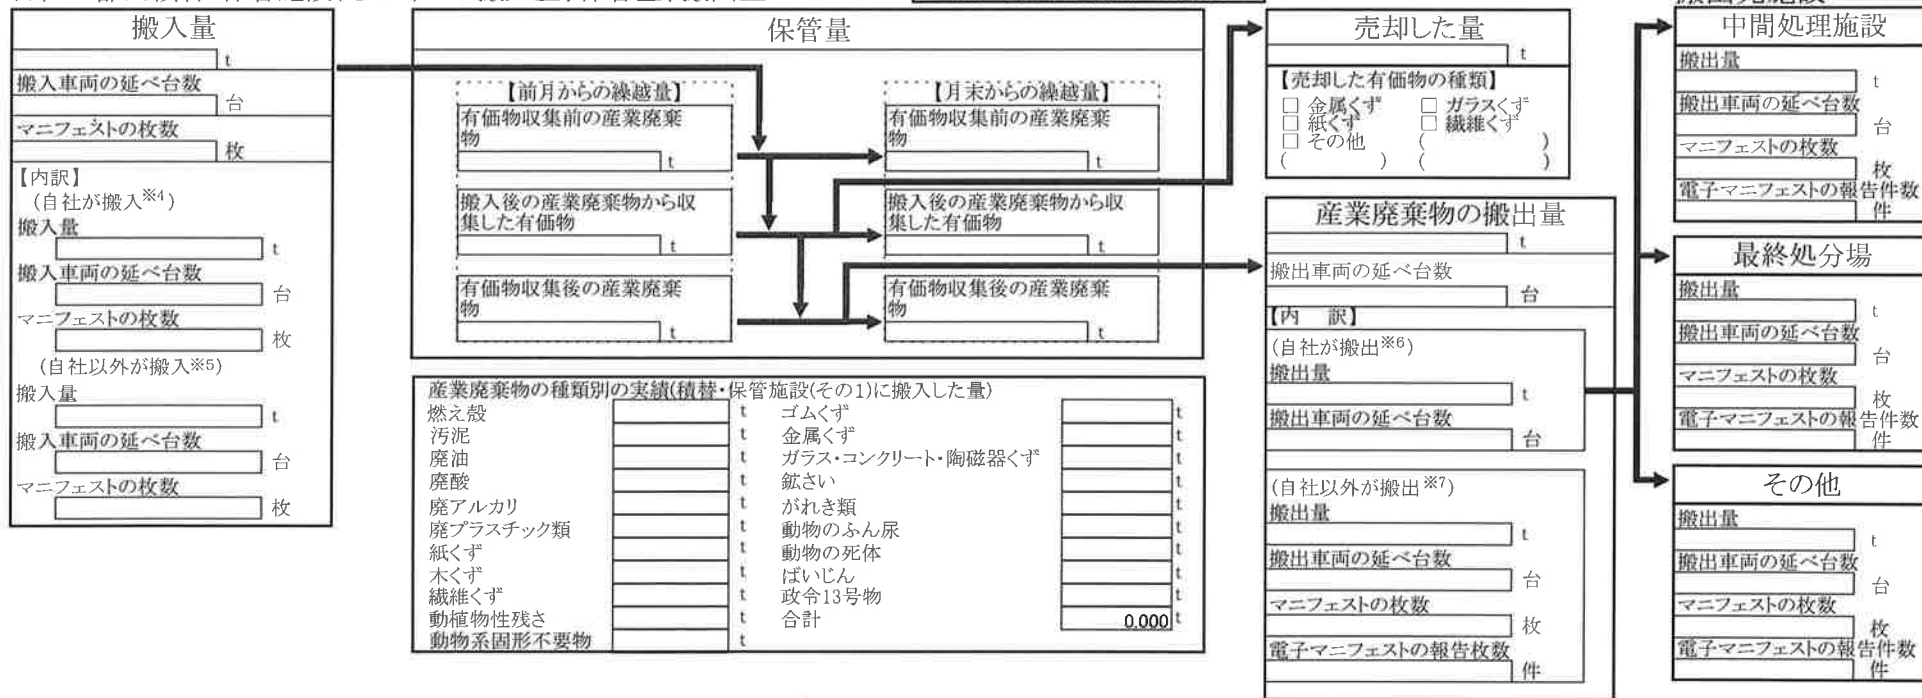 搬入量
t
搬入車両の延べ台数
台
マニフェストの枚数
枚
【内訳】
(自社が搬入※4)
搬入量
t
搬入車両の延べ台数
台
マニフェストの枚数
枚
(自社以外が搬入※5)
搬入量
t
搬入車両の延べ台数
台
マニフェストの枚数
枚
保管量
【前月からの繰越量】
有価物収集前の産業廃棄
物
t
搬入後の産業廃棄物から収
集した有価物
t
有価物収集後の産業廃棄
物
t
【月末からの繰越量】
有価物収集前の産業廃棄
物
t
搬入後の産業廃棄物から収
集した有価物
t
有価物収集後の産業廃棄
物
t
産業廃棄物の種類別の実績(積替・保管施設(その1)に搬入した量)
燃え殻 t ゴムくず t
汚泥 t 金属くず t
廃油 t ガラス・コンクリート・陶磁器くず t
廃酸 t 鉱さい t
廃アルカリ t がれき類 t
廃プラスチック類 t 動物のふん尿 t
紙くず t 動物の死体 t
木くず t ばいじん t
繊維くず t 政令13号物 t
動植物性残さ t 合計 0.000 t
動物系固形不要物 t
売却した量
t
【売却した有価物の種類】
□ 金属くず □ ガラスくず
□ 紙くず □ 繊維くず
□ その他 ( )
( ) ( )
産業廃棄物の搬出量
t
搬出車両の延べ台数
台
【内 訳】
(自社が搬出※6)
搬出量
t
搬出車両の延べ台数
台
(自社以外が搬出※7)
搬出量
t
搬出車両の延べ台数
台
マニフェストの枚数
枚
電子マニフェストの報告枚数
件
中間処理施設
搬出量
t
搬出車両の延べ台数
台
マニフェストの枚数
枚
電子マニフェストの報告件数
件
最終処分場
搬出量
t
搬出車両の延べ台数
台
マニフェストの枚数
枚
電子マニフェストの報告件数
件
その他
搬出量
t
搬出車両の延べ台数
台
マニフェストの枚数
枚
電子マニフェストの報告件数
件